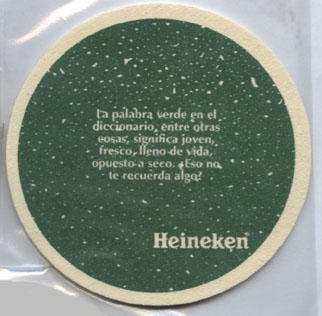 La palabra verde en el
diccionario, entre otras
cosas, significa joven,
fresco, lleno de vida,
opuesto a seco. ¿Eso no
te recuerda algo?
Heineken